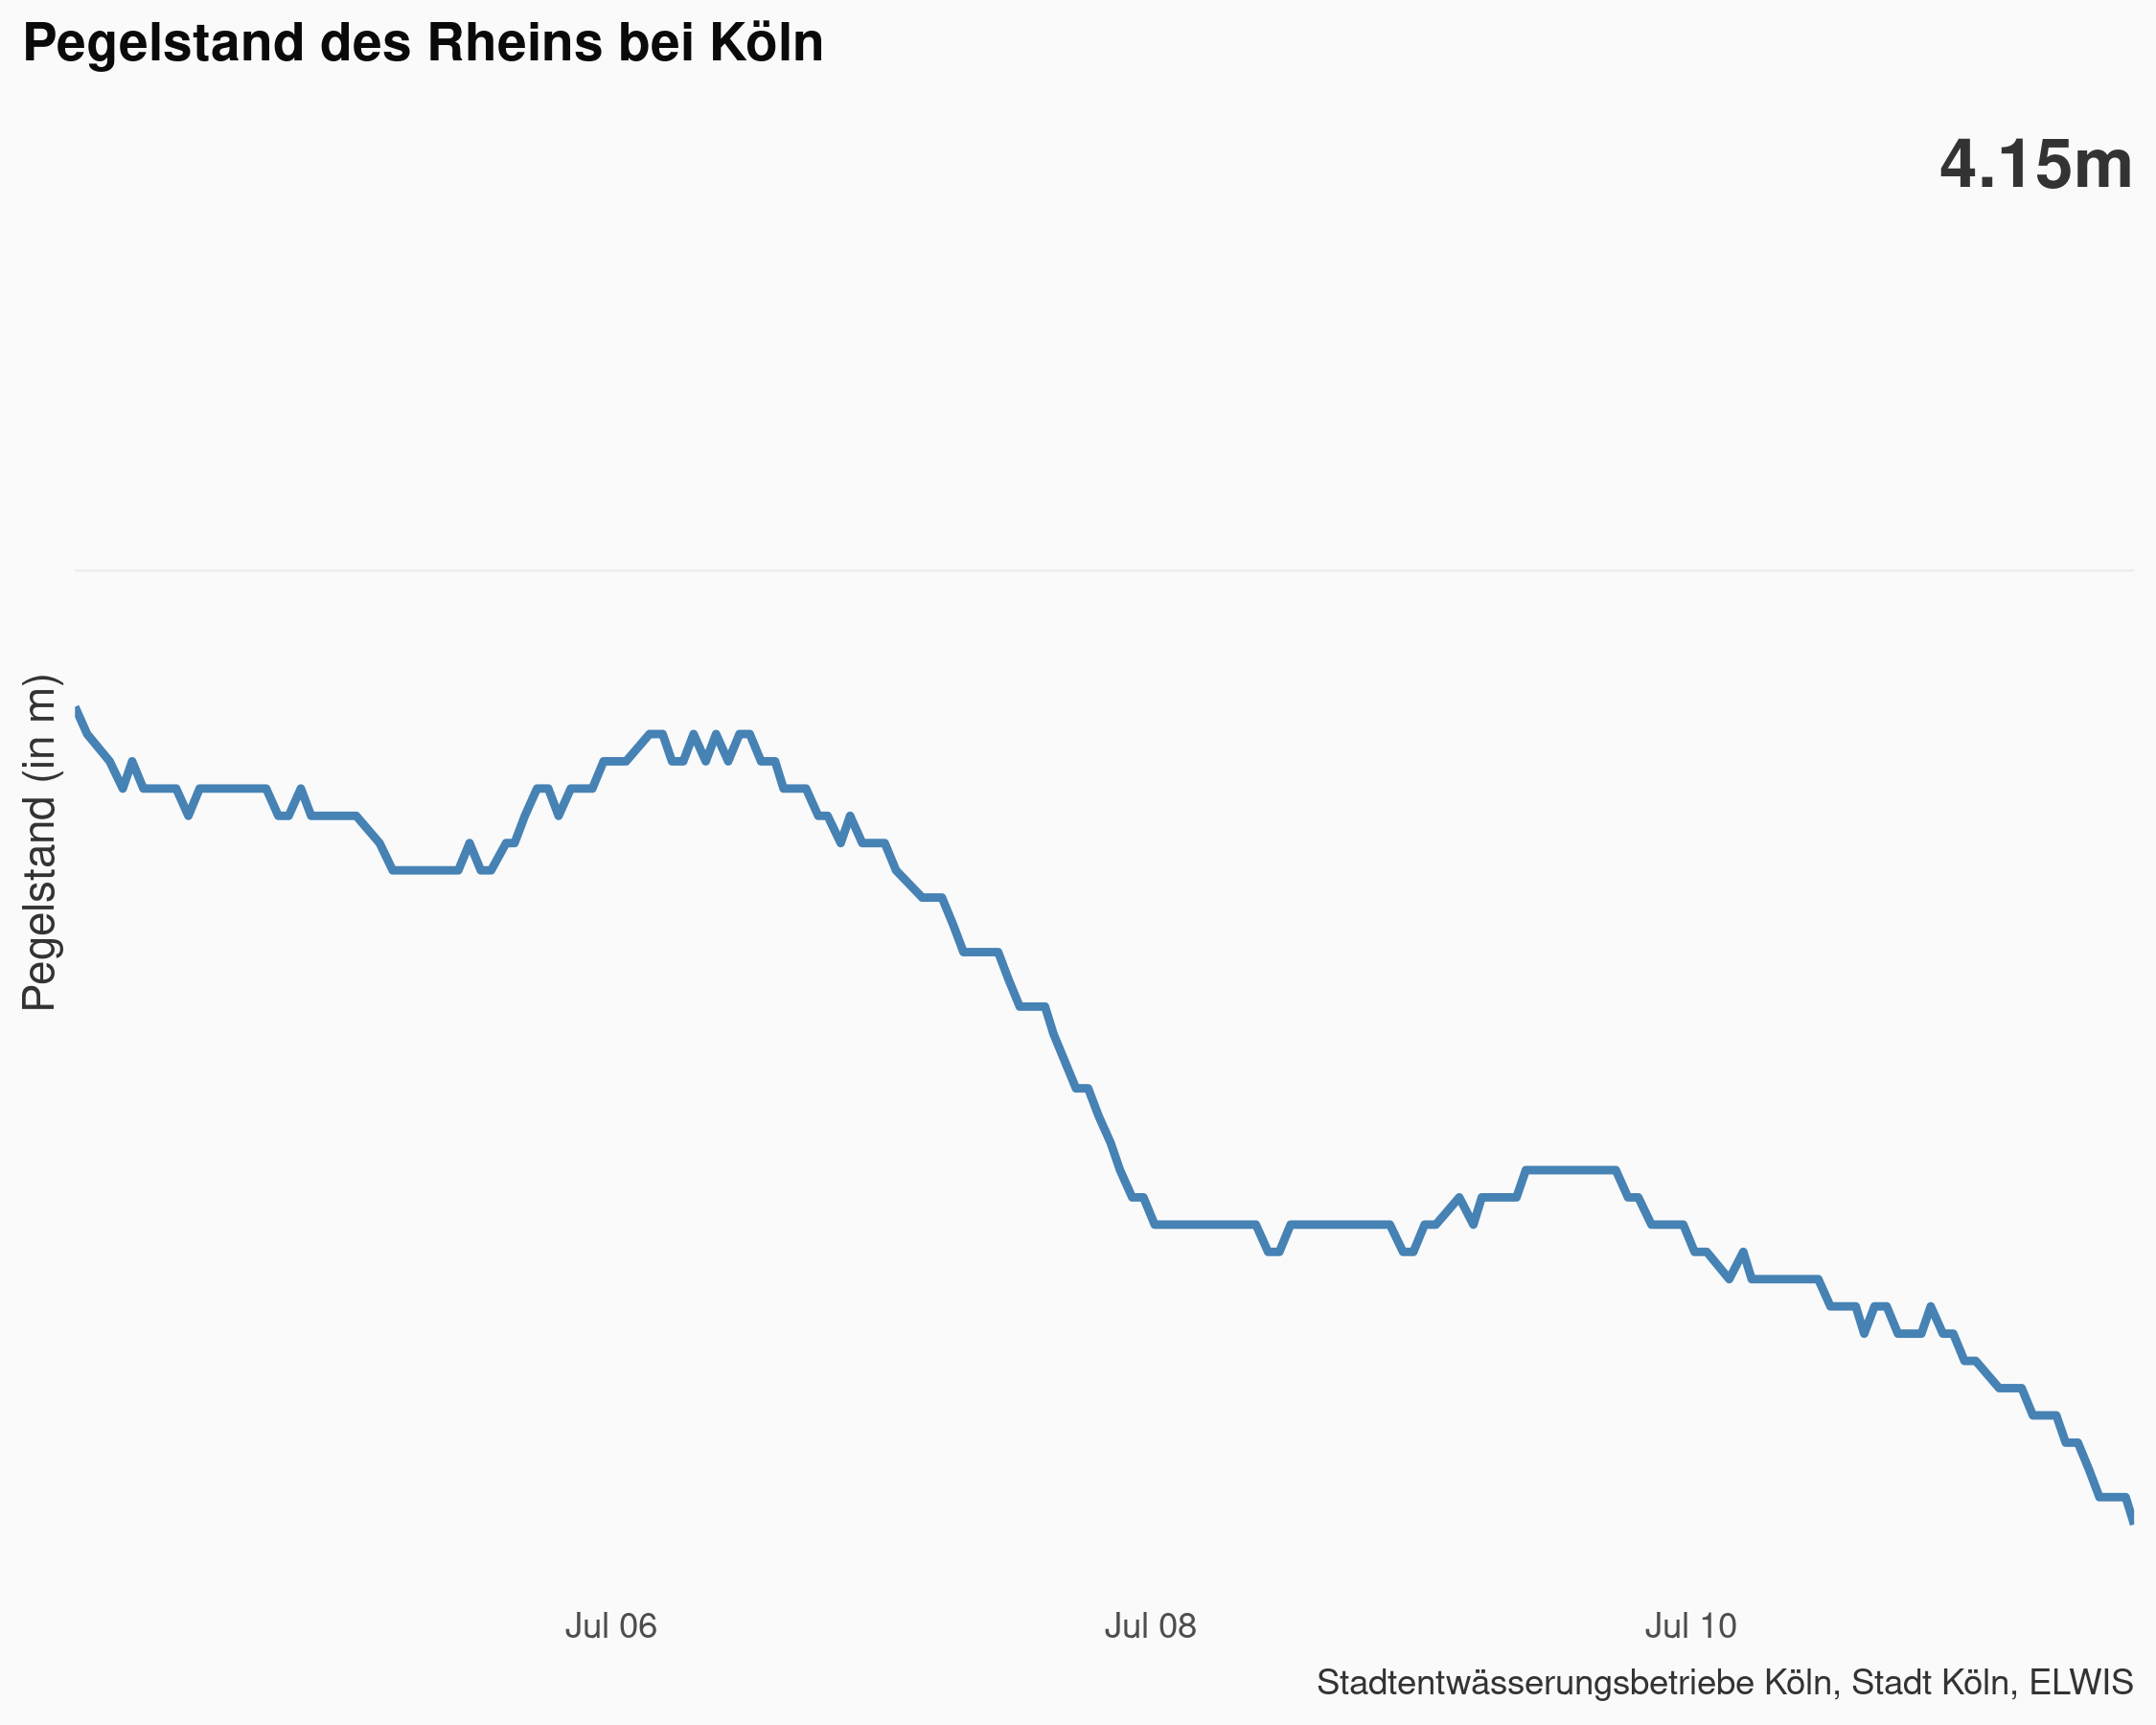 Pegelstand des Rheins bei Köln
4.15m
Pegelstand (in m)
Jul 06
Jul 08
Jul 10
Stadtentwässerungsbetriebe Köln, Stadt Köln, ELWIS